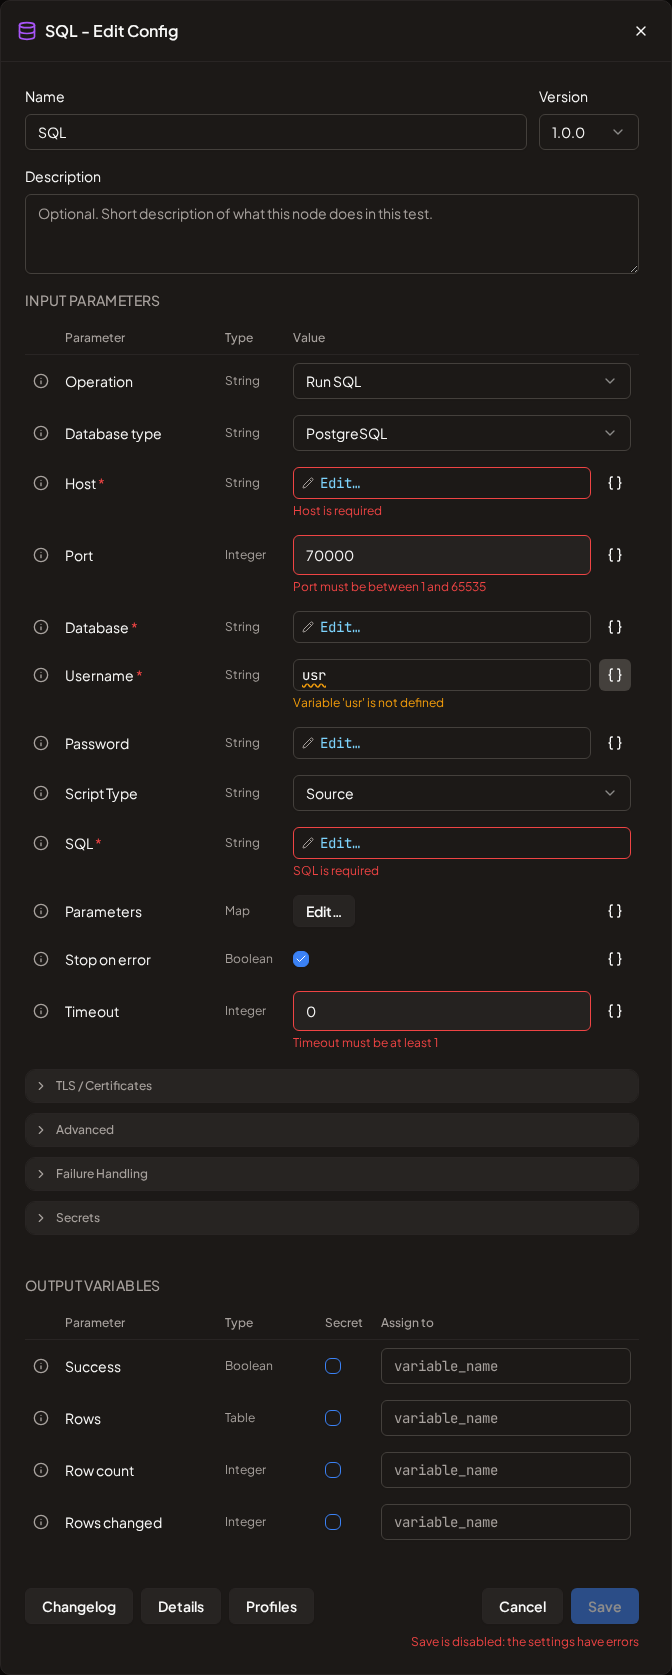 SQL - Edit Config
Name
Version
SQL
1.0.0
Description
Optional. Short description of what this node does in this test.
INPUT PARAMETERS
Parameter Type Value
Operation String Run SQL
Database type String PostgreSQL
Host * String Edit... {}
Host is required
Port Integer 70000 {}
Port must be between 1 and 65535
Database * String Edit... {}
Username * String usr {}
Variable 'usr' is not defined
Password String Edit... {}
Script Type String Source
SQL * String Edit...
SQL is required
Parameters Map Edit... {}
Stop on error Boolean {}
Timeout Integer 0 {}
Timeout must be at least 1
TLS / Certificates
Advanced
Failure Handling
Secrets
OUTPUT VARIABLES
Parameter Type Secret Assign to
Success Boolean variable_name
Rows Table variable_name
Row count Integer variable_name
Rows changed Integer variable_name
Changelog Details Profiles Cancel Save
Save is disabled: the settings have errors